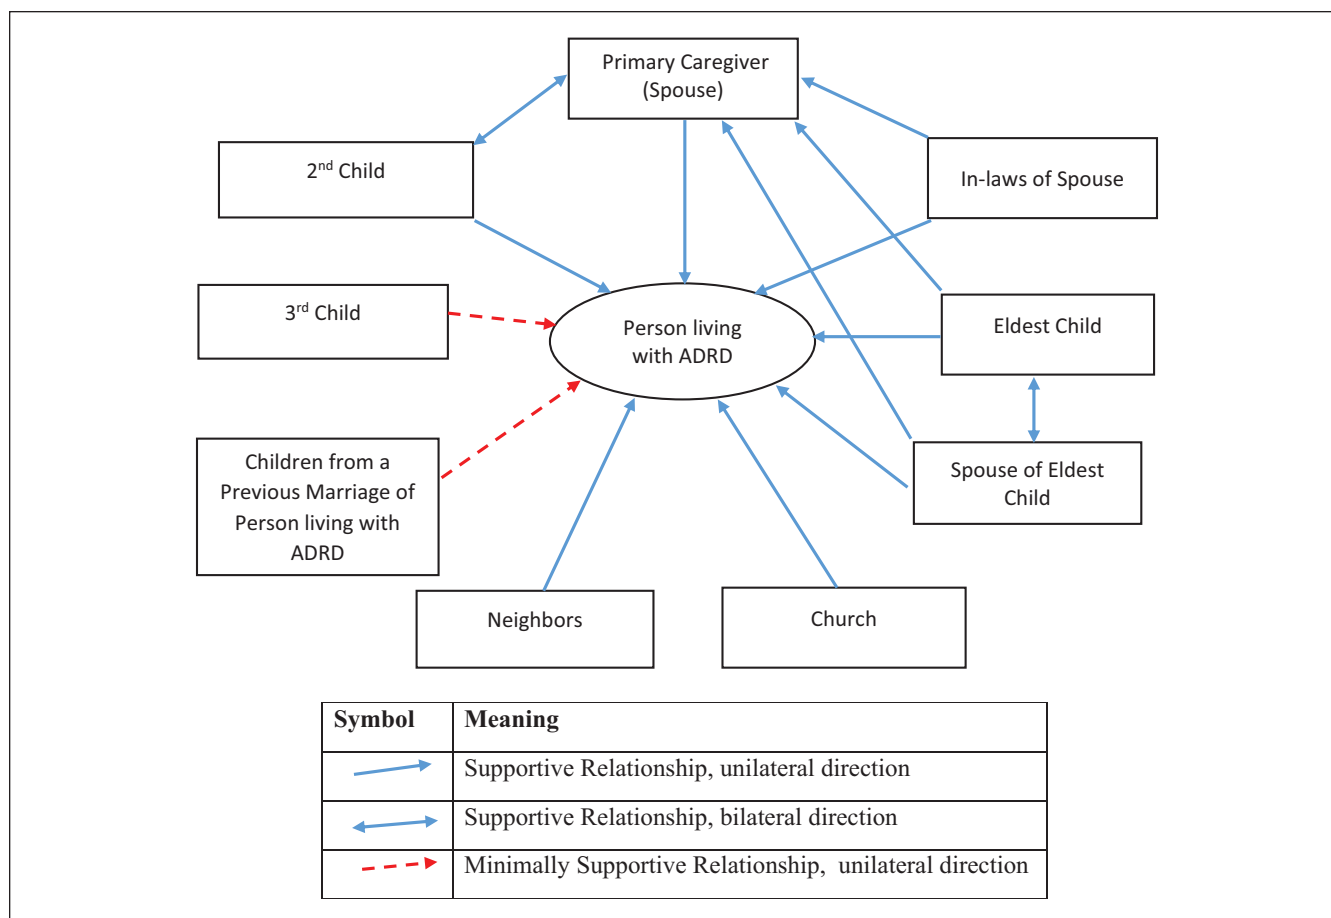 Primary Caregiver
(Spouse)
2nd Child
In-laws of Spouse
3rd Child
Person living
with ADRD
Eldest Child
Children from a
Previous Marriage of
Person living with
ADRD
Spouse of Eldest
Child
Neighbors
Church
Symbol Meaning
Supportive Relationship, unilateral direction
Supportive Relationship, bilateral direction
Minimally Supportive Relationship, unilateral direction